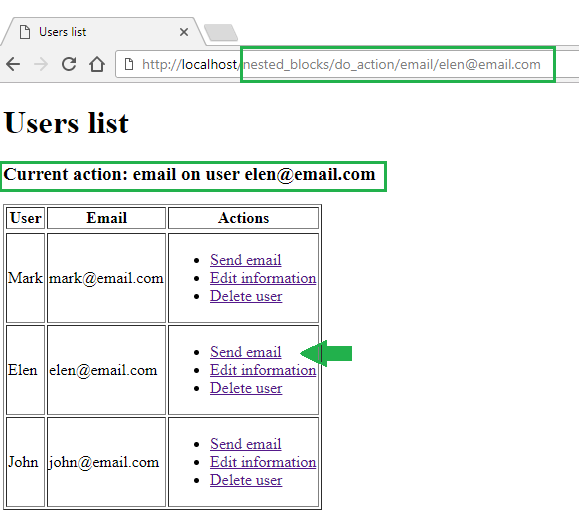 Users list
http://localhost/nested_blocks/do_action/email/elen@email.com
Users list
Current action: email on user elen@email.com
User Email Actions
Mark mark@email.com
Send email
Edit information
Delete user
Elen elen@email.com
Send email
Edit information
Delete user
John john@email.com
Send email
Edit information
Delete user